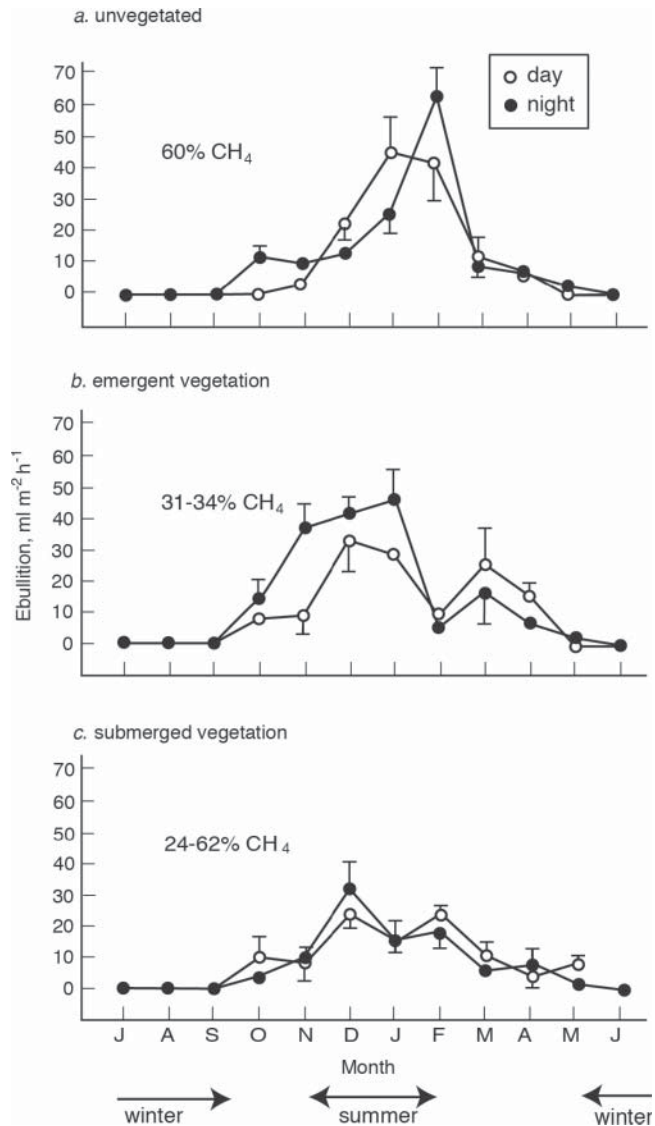 a. unvegetated
70
60
50
40
30
20
10
0
60% CH4
day
night
b. emergent vegetation
70
60
50
40
30
20
10
0
31-34% CH4
Ebullition, ml m-2 h-1
c. submerged vegetation
70
60
50
40
30
20
10
0
24-62% CH4
J A S O N D J F M A M J
Month
winter summer winter